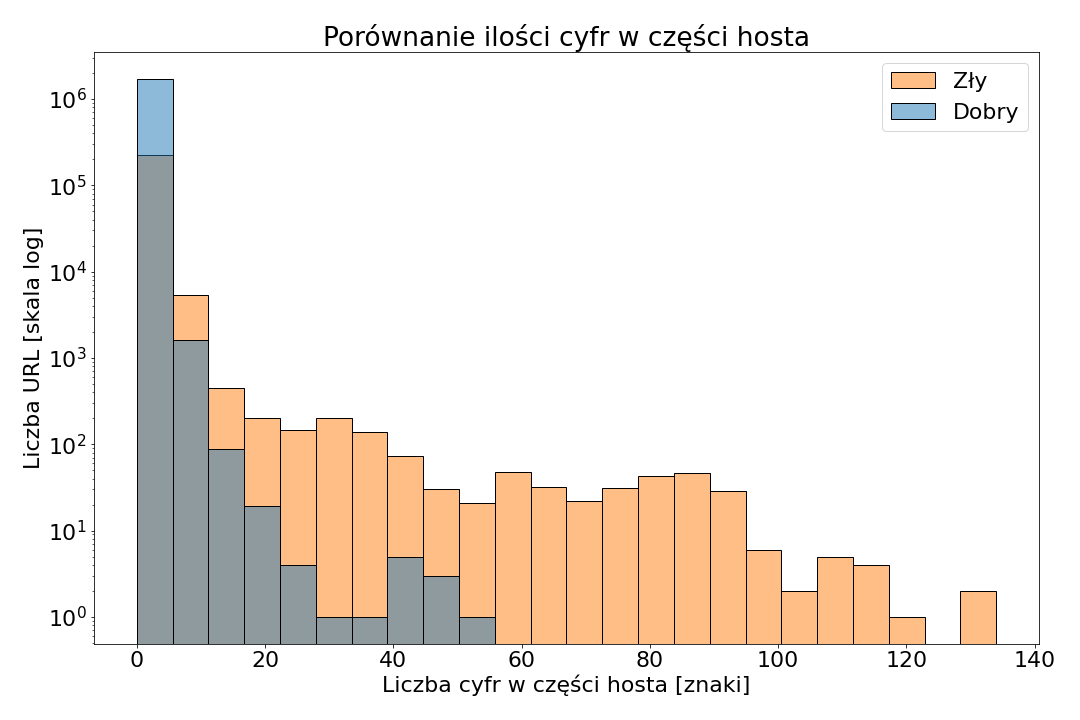 Porównanie ilości cyfr w części hosta
Zły
Dobry
Liczba URL [skala log]
10⁶
10⁵
10⁴
10³
10²
10¹
10⁰
0 20 40 60 80 100 120 140
Liczba cyfr w części hosta [znaki]